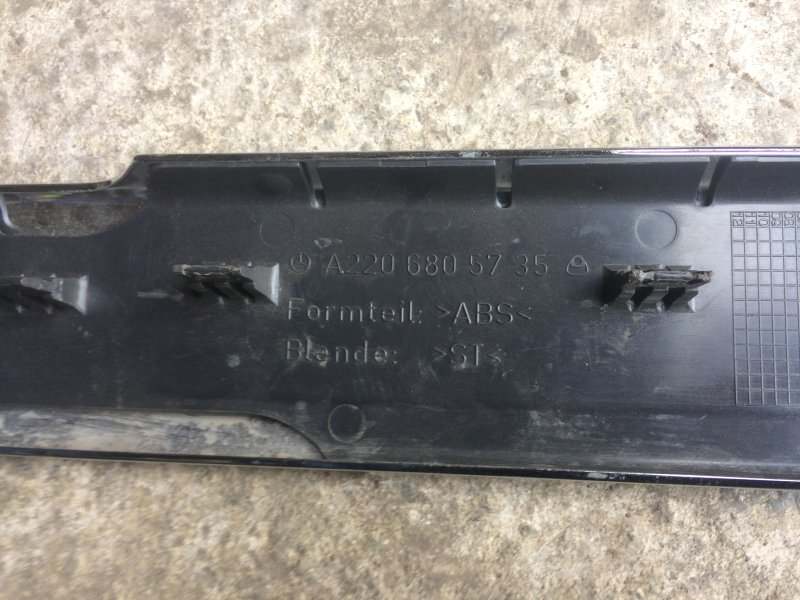 A220 680 57 35
Formteil: >ABS<
Blende: >ST<